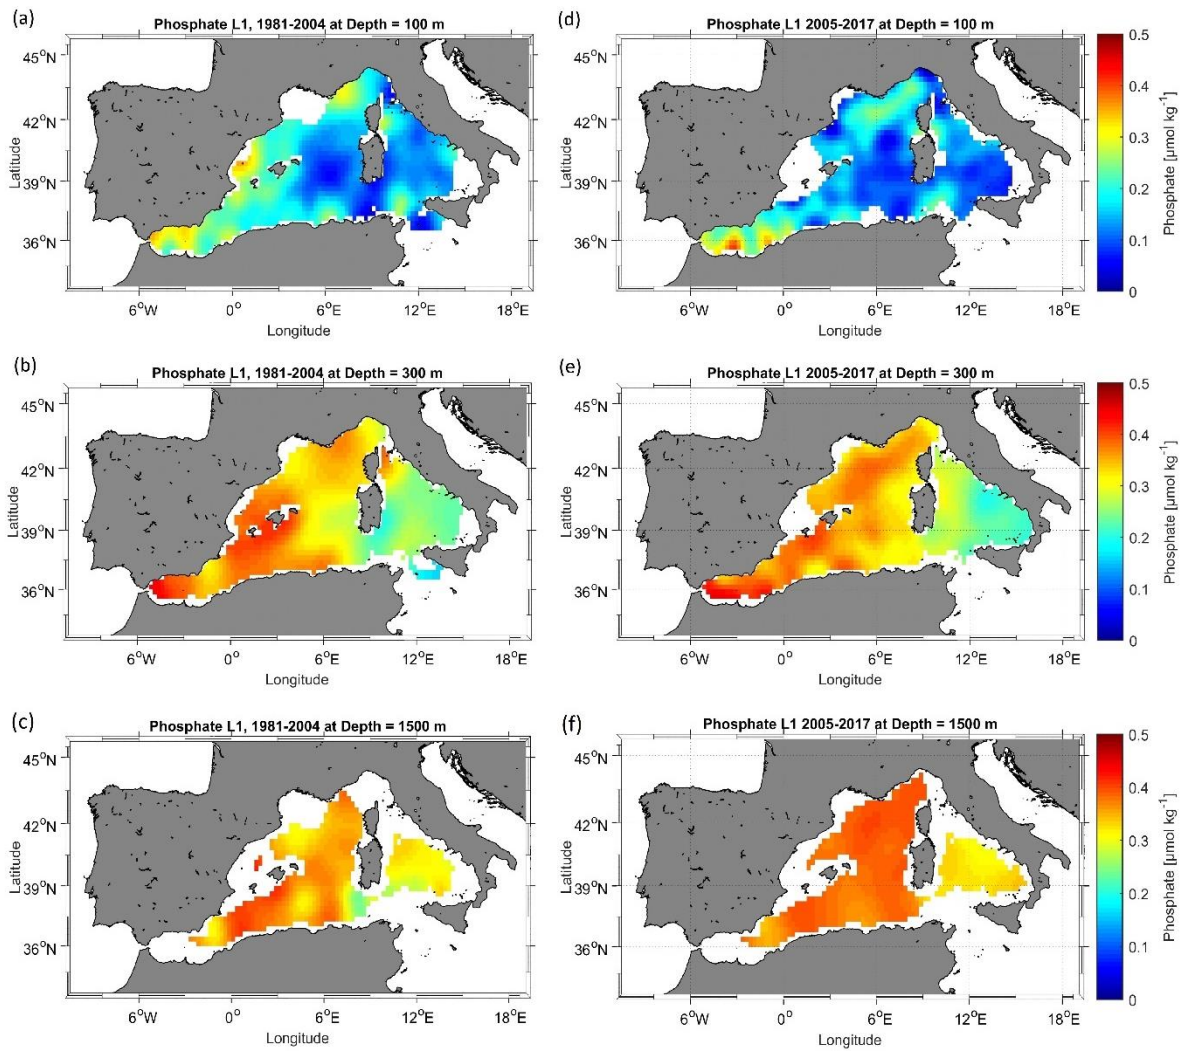 (a)
Phosphate L1, 1981-2004 at Depth = 100 m
45°N
42°N
39°N
36°N
Latitude
6°W
0°
6°E
12°E
18°E
Longitude
(d)
Phosphate L1 2005-2017 at Depth = 100 m
45°N
42°N
39°N
36°N
Latitude
6°W
0°
6°E
12°E
18°E
Longitude
0.5
0.4
0.3
0.2
0.1
0
Phosphate [µmol kg⁻¹]
(b)
Phosphate L1, 1981-2004 at Depth = 300 m
45°N
42°N
39°N
36°N
Latitude
6°W
0°
6°E
12°E
18°E
Longitude
(e)
Phosphate L1 2005-2017 at Depth = 300 m
45°N
42°N
39°N
36°N
Latitude
6°W
0°
6°E
12°E
18°E
Longitude
0.5
0.4
0.3
0.2
0.1
0
Phosphate [µmol kg⁻¹]
(c)
Phosphate L1, 1981-2004 at Depth = 1500 m
45°N
42°N
39°N
36°N
Latitude
6°W
0°
6°E
12°E
18°E
Longitude
(f)
Phosphate L1 2005-2017 at Depth = 1500 m
45°N
42°N
39°N
36°N
Latitude
6°W
0°
6°E
12°E
18°E
Longitude
0.5
0.4
0.3
0.2
0.1
0
Phosphate [µmol kg⁻¹]